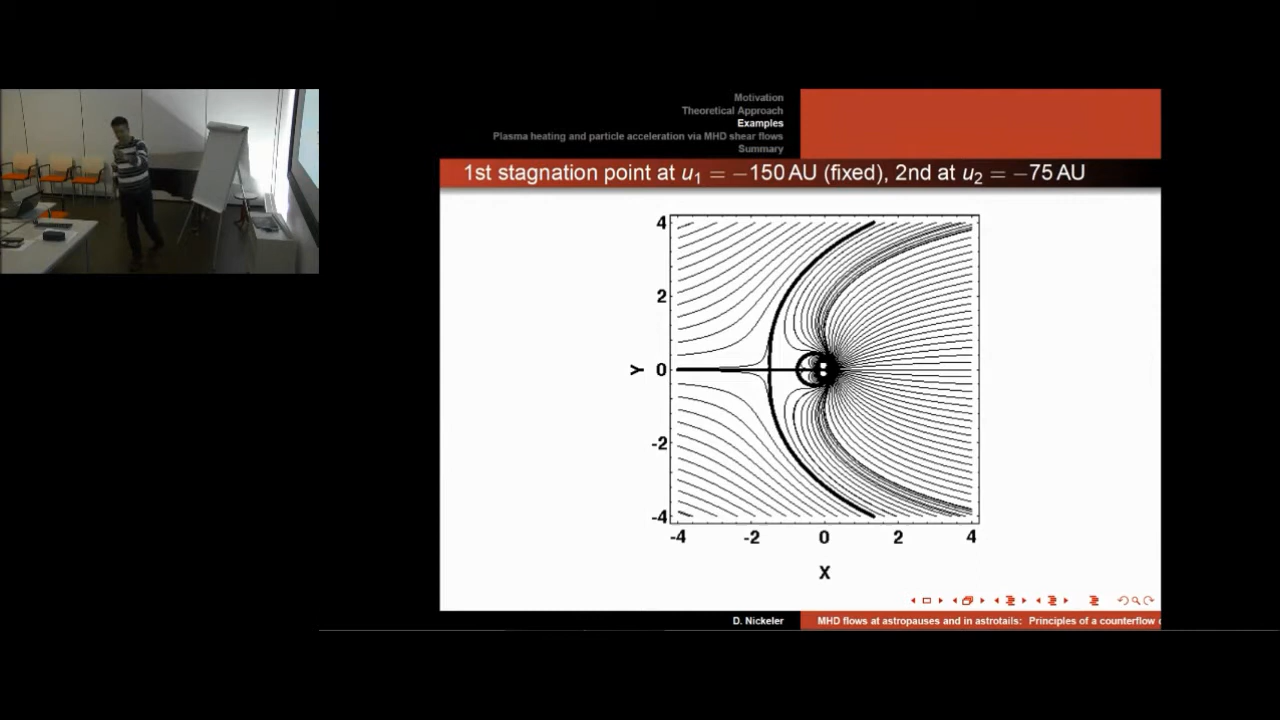 Motivation
Theoretical Approach
Examples
Plasma heating and particle acceleration via MHD shear flows
Summary
1st stagnation point at u₁ = −150 AU (fixed), 2nd at u₂ = −75 AU
4
2
Y 0
-2
-4
-4 -2 0 2 4
X
D. Nickeler MHD flows at astropauses and in astrotails: Principles of a counterflow